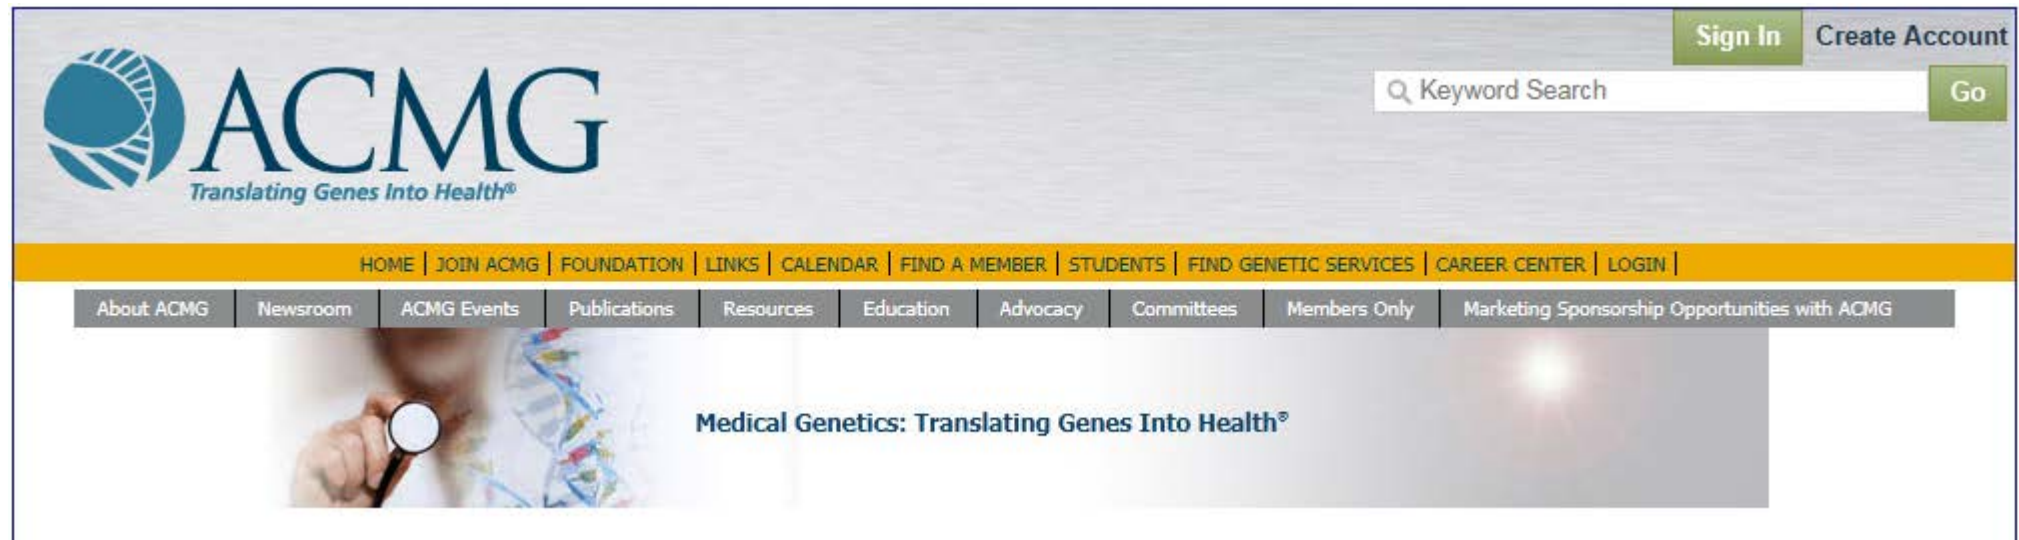 Sign In Create Account
Keyword Search Go
ACMG
Translating Genes Into Health®
HOME | JOIN ACMG | FOUNDATION | LINKS | CALENDAR | FIND A MEMBER | STUDENTS | FIND GENETIC SERVICES | CAREER CENTER | LOGIN |
About ACMG Newsroom ACMG Events Publications Resources Education Advocacy Committees Members Only Marketing Sponsorship Opportunities with ACMG
Medical Genetics: Translating Genes Into Health®